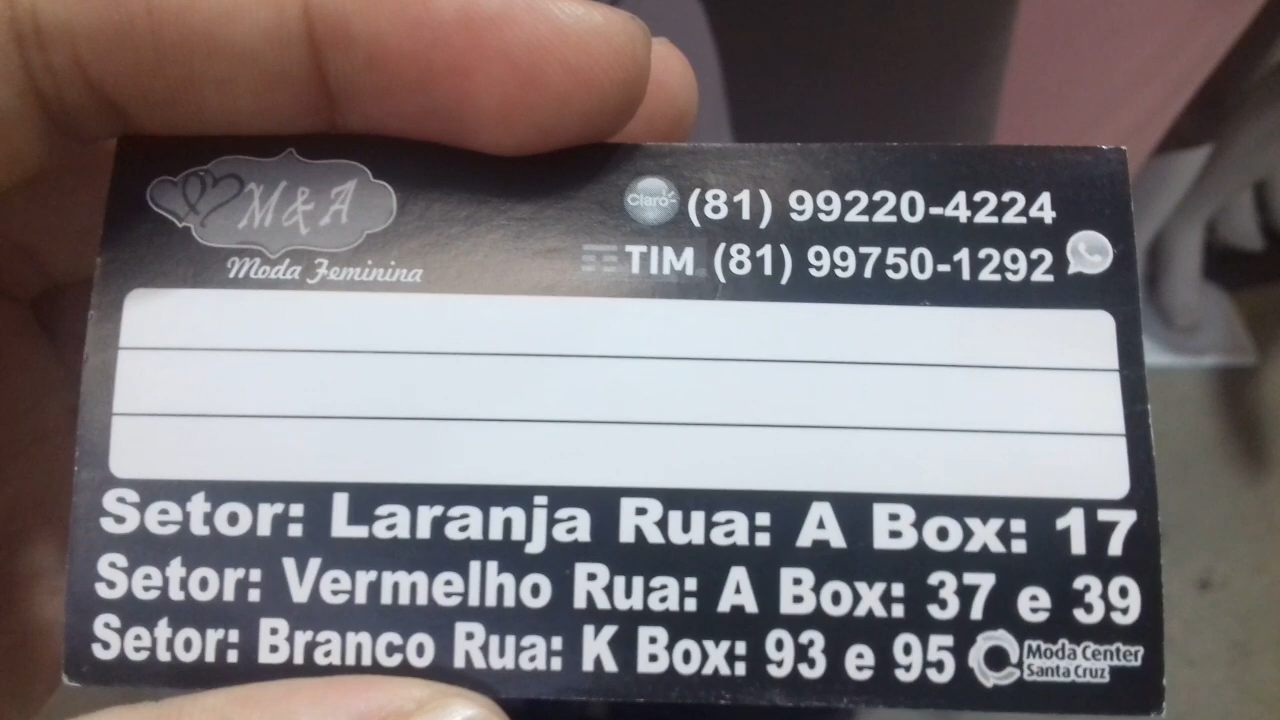 M&A
Moda Feminina
Claro (81) 99220-4224
TIM (81) 99750-1292
Setor: Laranja Rua: A Box: 17
Setor: Vermelho Rua: A Box: 37 e 39
Setor: Branco Rua: K Box: 93 e 95
Moda Center
Santa Cruz